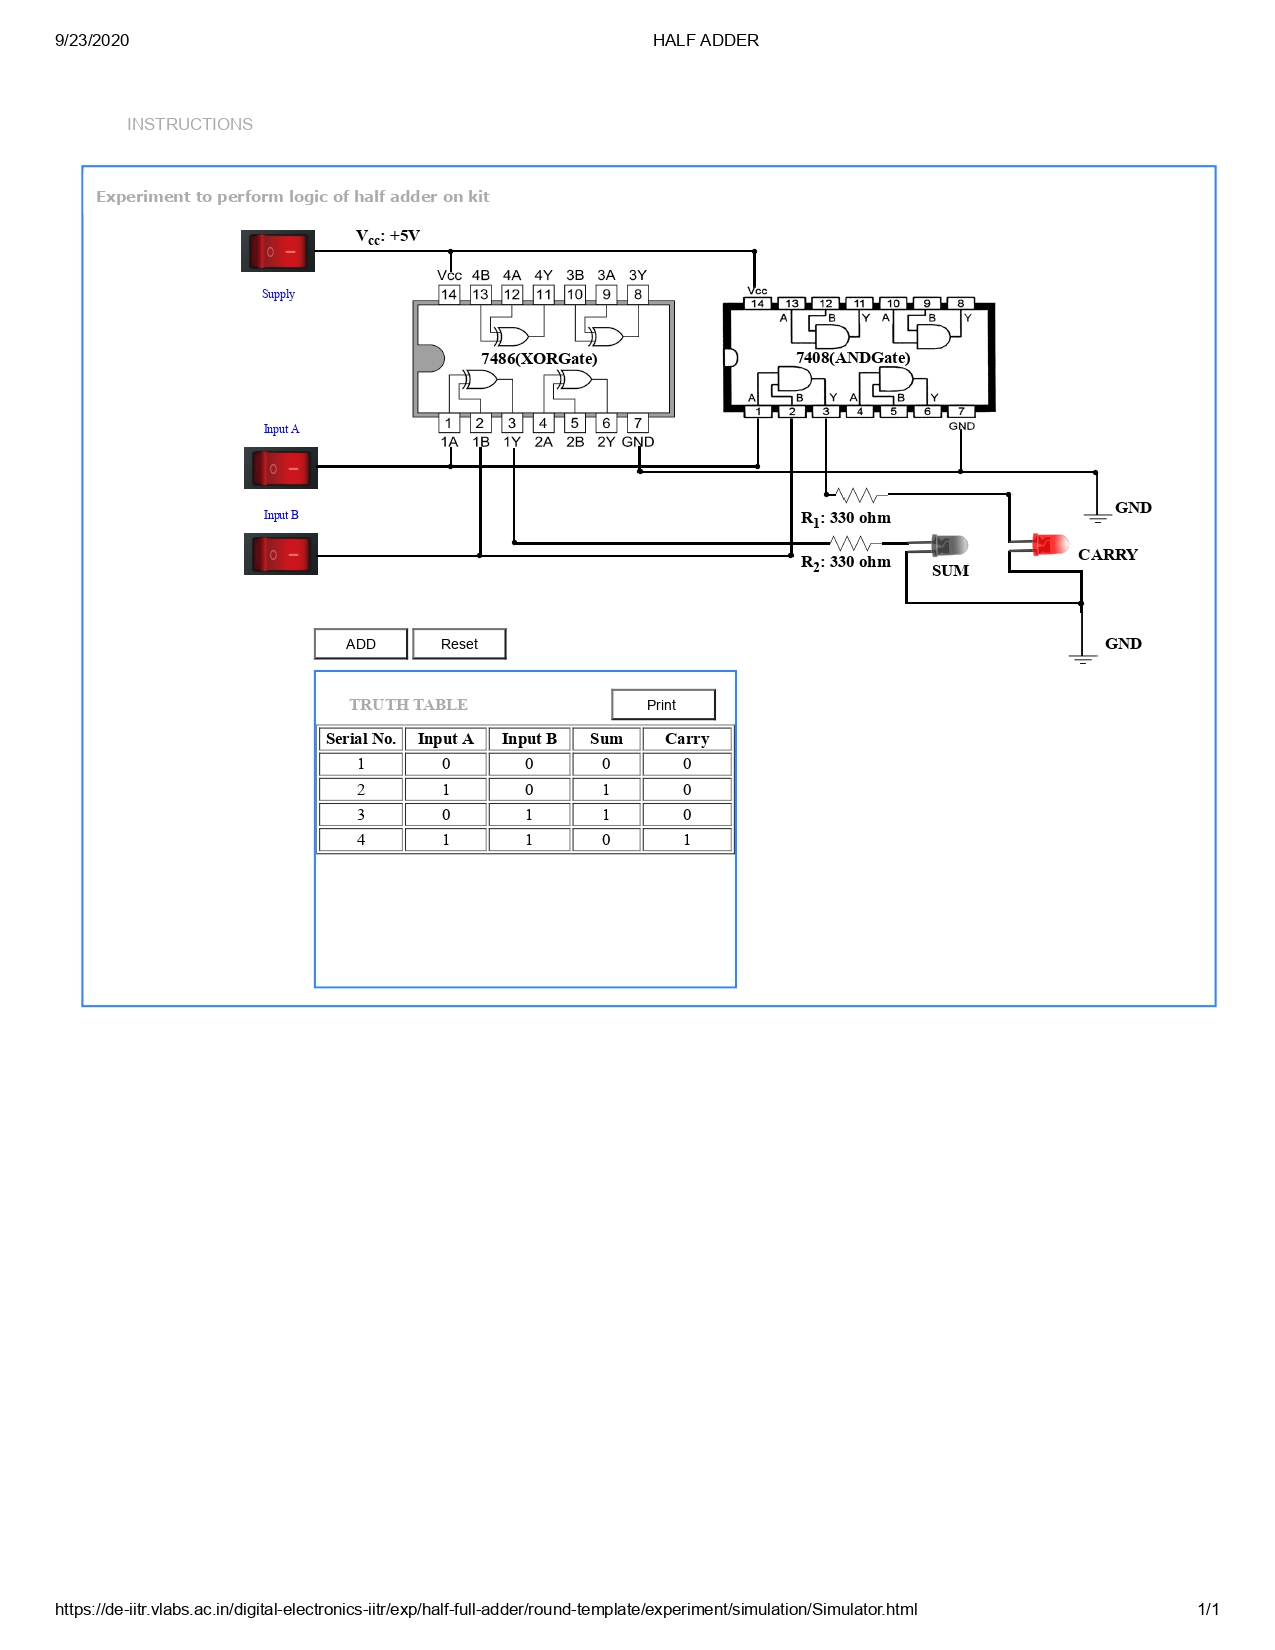 9/23/2020 HALF ADDER
INSTRUCTIONS
Experiment to perform logic of half adder on kit
Vcc: +5V
Supply
Vcc 4B 4A 4Y 3B 3A 3Y
14 13 12 11 10 9 8
7486(XORGate)
1 2 3 4 5 6 7
1A 1B 1Y 2A 2B 2Y GND
Vcc
14 13 12 11 10 9 8
A B Y A B Y
7408(ANDGate)
A B Y A B Y
1 2 3 4 5 6 7
GND
Input A
Input B
GND
R1: 330 ohm
R2: 330 ohm
SUM
CARRY
GND
ADD Reset
TRUTH TABLE Print
Serial No. Input A Input B Sum Carry
1 0 0 0 0
2 1 0 1 0
3 0 1 1 0
4 1 1 0 1
https://de-iitr.vlabs.ac.in/digital-electronics-iitr/exp/half-full-adder/round-template/experiment/simulation/Simulator.html 1/1